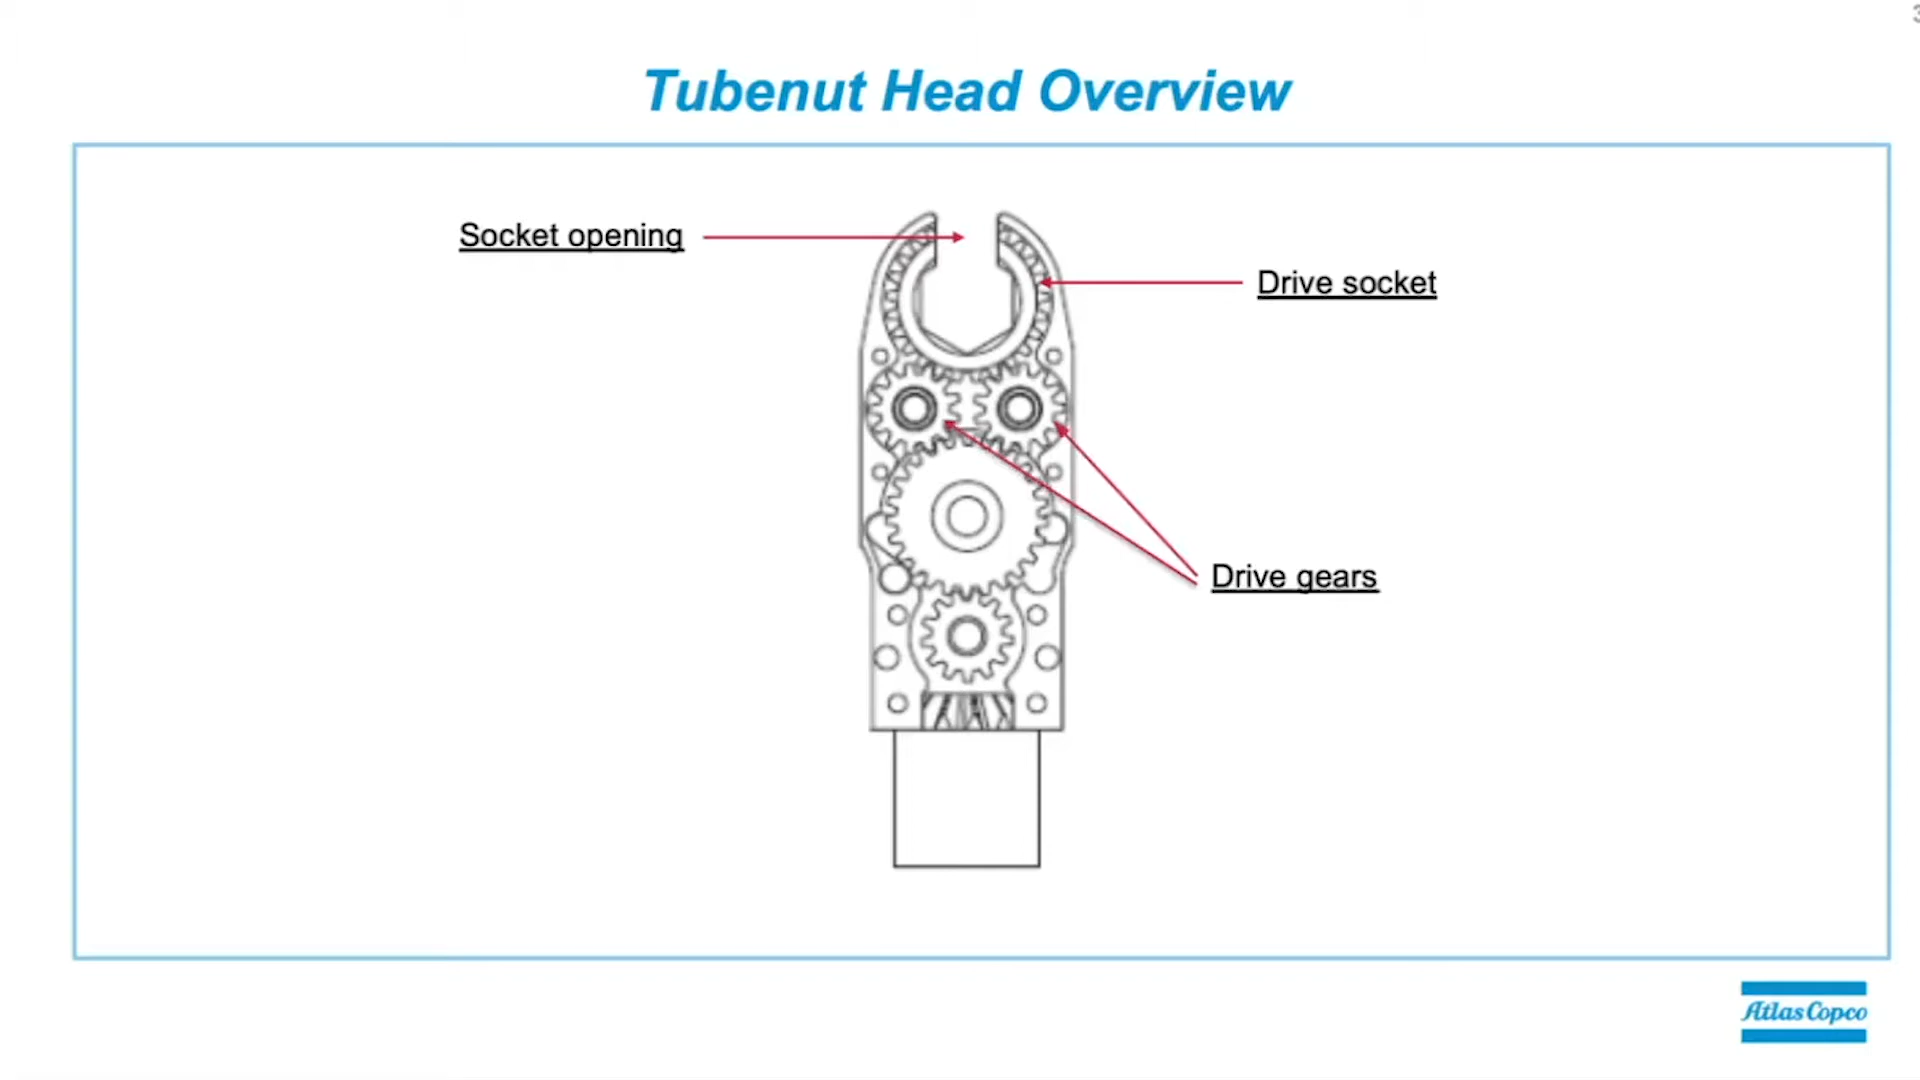 Tubenut Head Overview
Socket opening
Drive socket
Drive gears
Atlas Copco